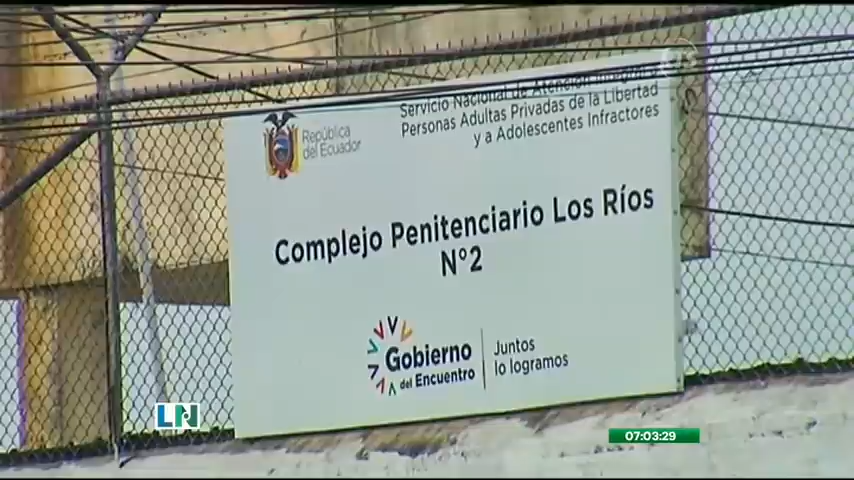 Servicio Nacional de Atención Integral a
Personas Adultas Privadas de la Libertad
y a Adolescentes Infractores
República
del Ecuador
Complejo Penitenciario Los Ríos
N°2
Gobierno
del Encuentro
Juntos
lo logramos
LN
07:03:29